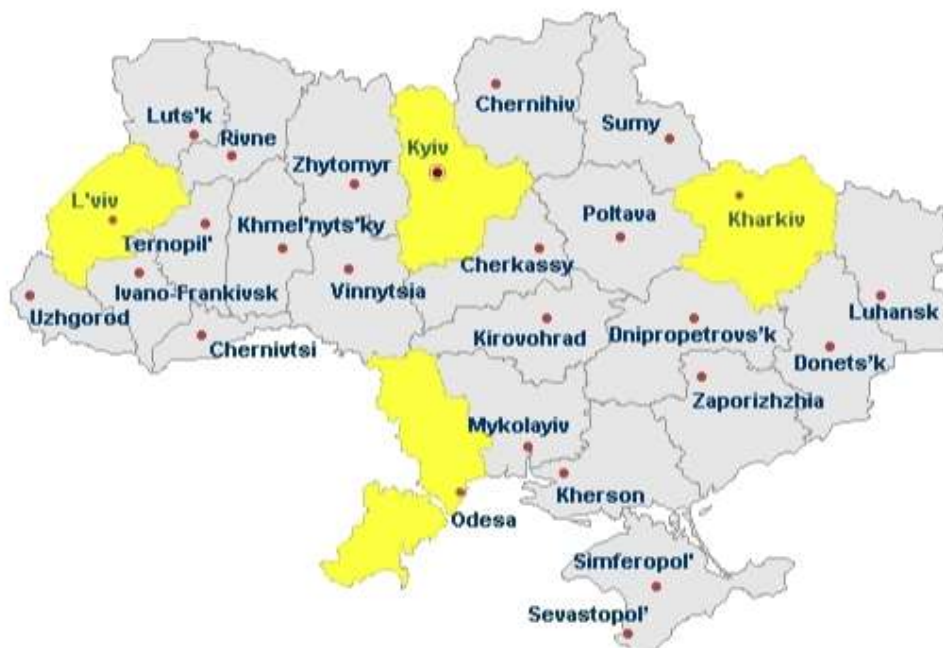 Chernihiv
Luts'k
Sumy
Rivne
Kyiv
Zhytomyr
L'viv
Kharkiv
Poltava
Khmel'nyts'ky
Ternopil'
Cherkassy
Ivano-Frankivsk
Vinnytsia
Luhansk
Uzhgorod
Kirovohrad
Dnipropetrovs'k
Chernivtsi
Donets'k
Zaporizhzhia
Mykolayiv
Kherson
Odesa
Simferopol'
Sevastopol'